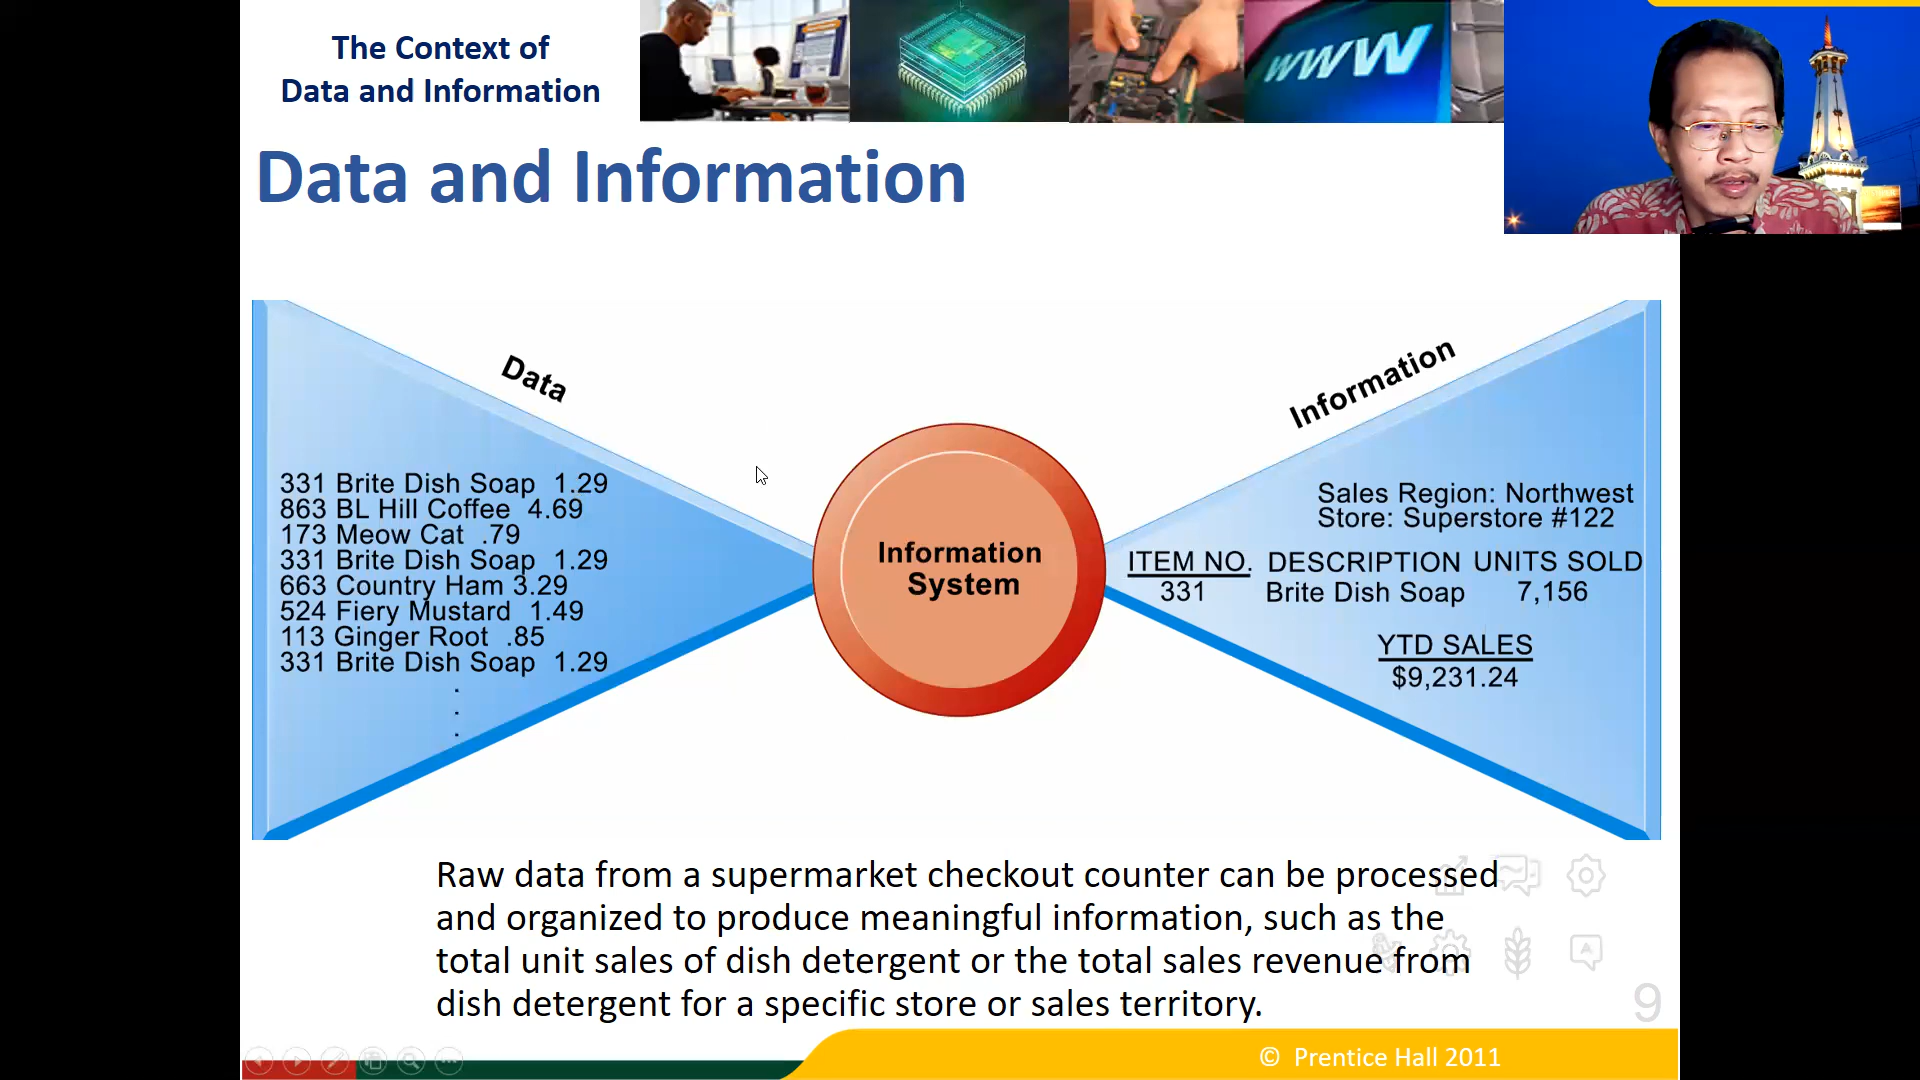 The Context of
Data and Information
WWW
Data and Information
Data
331 Brite Dish Soap 1.29
863 BL Hill Coffee 4.69
173 Meow Cat .79
331 Brite Dish Soap 1.29
663 Country Ham 3.29
524 Fiery Mustard 1.49
113 Ginger Root .85
331 Brite Dish Soap 1.29
.
.
.
Information
System
Information
Sales Region: Northwest
Store: Superstore #122
ITEM NO. DESCRIPTION UNITS SOLD
331 Brite Dish Soap 7,156
YTD SALES
$9,231.24
Raw data from a supermarket checkout counter can be processed
and organized to produce meaningful information, such as the
total unit sales of dish detergent or the total sales revenue from
dish detergent for a specific store or sales territory.
A
9
© Prentice Hall 2011